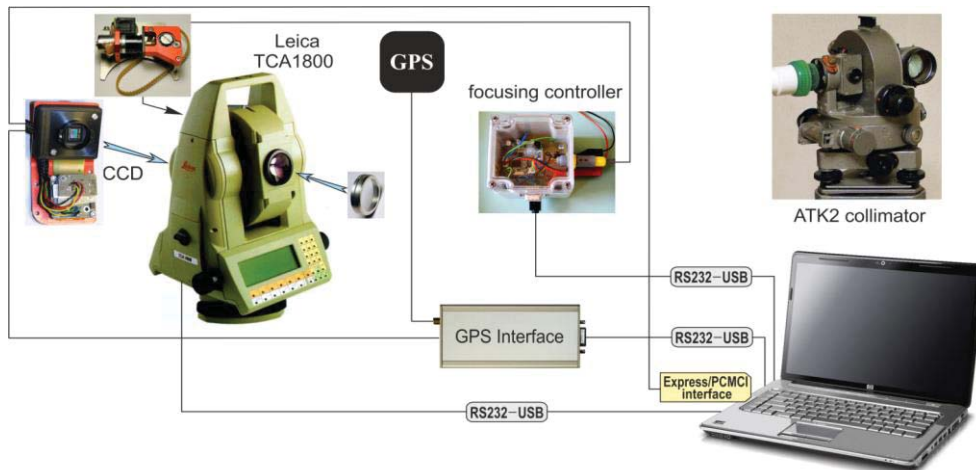 Leica
TCA1800
GPS
focusing controller
CCD
ATK2 collimator
RS232-USB
GPS Interface
RS232-USB
Express/PCMCI
interface
RS232-USB